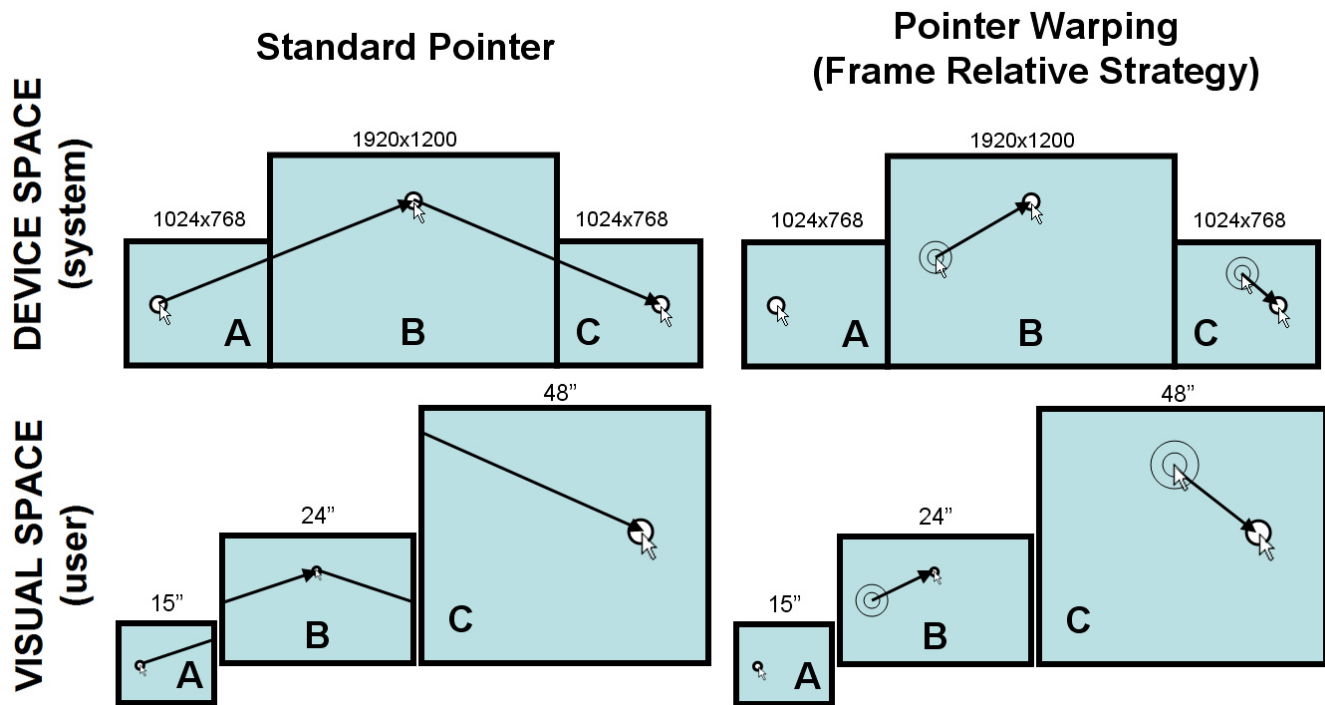 Standard Pointer
Pointer Warping
(Frame Relative Strategy)
DEVICE SPACE
(system)
1920x1200
1024x768
1024x768
A
B
C
1920x1200
1024x768
1024x768
A
B
C
VISUAL SPACE
(user)
48”
24”
15”
A
B
C
48”
24”
15”
A
B
C